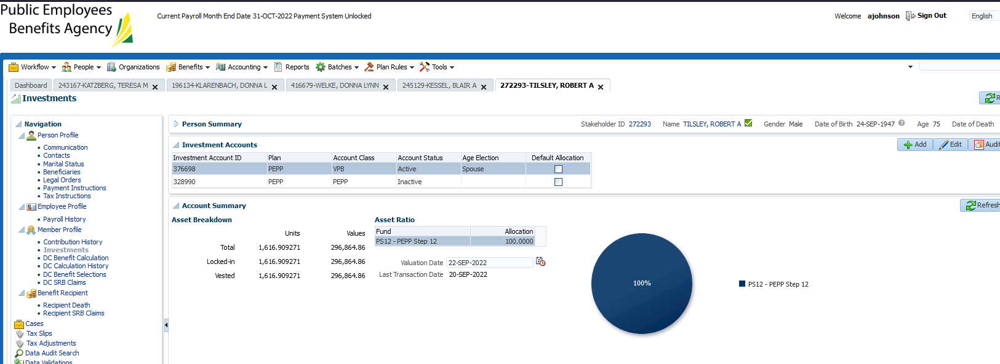 Public Employees
Benefits Agency
Current Payroll Month End Date 31-OCT-2022 Payment System Unlocked
Welcome ajohnson Sign Out English
Workflow People Organizations Benefits Accounting Reports Batches Plan Rules Tools
Dashboard 243167-KATZBERG, TERESA M 196134-KLARENBACH, DONNA L 416679-WELKE, DONNA LYNN 245129-KESSEL, BLAIR A 272293-TILSLEY, ROBERT A
Investments
Navigation
Person Profile
Communication
Contacts
Marital Status
Beneficiaries
Legal Orders
Payment Instructions
Tax Instructions
Employee Profile
Payroll History
Member Profile
Contribution History
Investments
DC Benefit Calculation
DC Calculation History
DC Benefit Selections
DC SRB Claims
Benefit Recipient
Recipient Death
Recipient SRB Claims
Cases
Tax Slips
Tax Adjustments
Data Audit Search
Data Validations
Person Summary Stakeholder ID 272293 Name TILSLEY, ROBERT A Gender Male Date of Birth 24-SEP-1947 Age 75 Date of Death
Investment Accounts Add Edit Audit
Investment Account ID Plan Account Class Account Status Age Election Default Allocation
376698 PEPP VPB Active Spouse
328990 PEPP PEPP Inactive
Account Summary Refresh
Asset Breakdown
Units Values
Total 1,616.909271 296,864.86
Locked-in 1,616.909271 296,864.86
Vested 1,616.909271 296,864.86
Asset Ratio
Fund Allocation
PS12 - PEPP Step 12 100.0000
Valuation Date 22-SEP-2022
Last Transaction Date 20-SEP-2022
100%
PS12 - PEPP Step 12